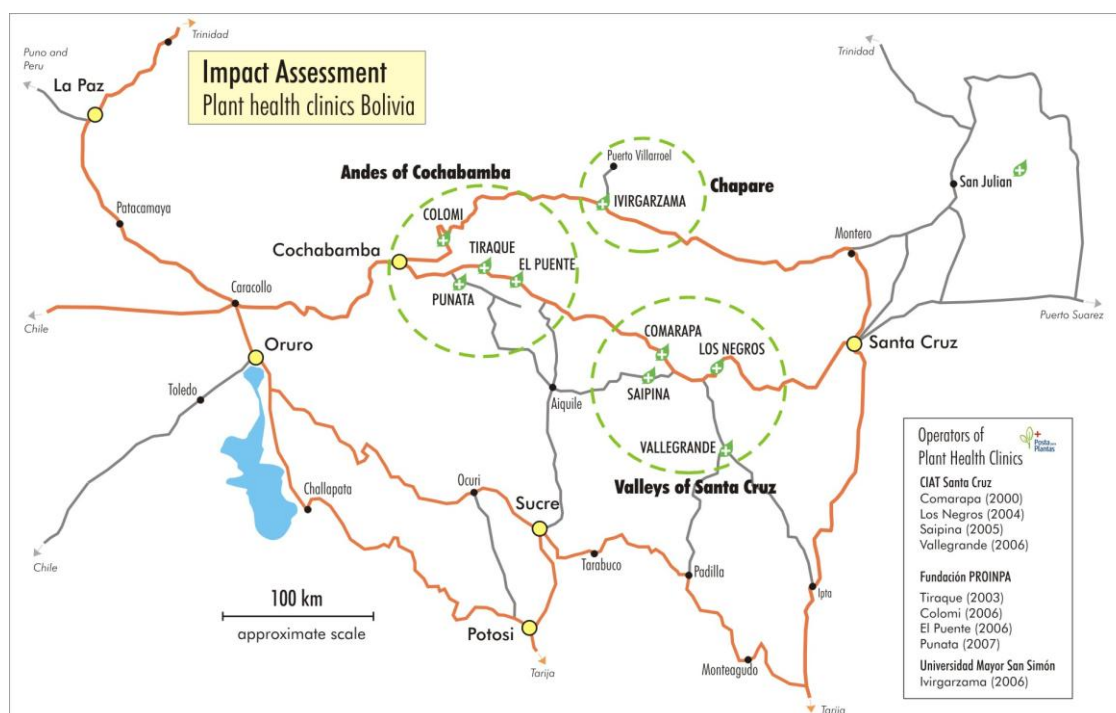 Impact Assessment
Plant health clinics Bolivia
Trinidad
Puno and
Peru
La Paz
Trinidad
San Julian
Andes of Cochabamba
Puerto Villarroel
Chapare
IVIRGARZAMA
Patacamaya
COLOMI
Cochabamba
TIRAQUE
EL PUENTE
PUNATA
Montero
Caracollo
Chile
Puerto Suarez
Oruro
COMARAPA
LOS NEGROS
Santa Cruz
Toledo
Aiquile
SAIPINA
VALLEGRANDE
Valleys of Santa Cruz
Challapata
Ocuri
Sucre
Chile
Tarabuco
Padilla
Ipta
100 km
approximate scale
Potosi
Tarija
Monteagudo
Tarija
Operators of
Plant Health Clinics
Posta para
Plantas
CIAT Santa Cruz
Comarapa (2000)
Los Negros (2004)
Saipina (2005)
Vallegrande (2006)
Fundación PROINPA
Tiraque (2003)
Colomi (2006)
El Puente (2006)
Punata (2007)
Universidad Mayor San Simón
Ivirgarzama (2006)